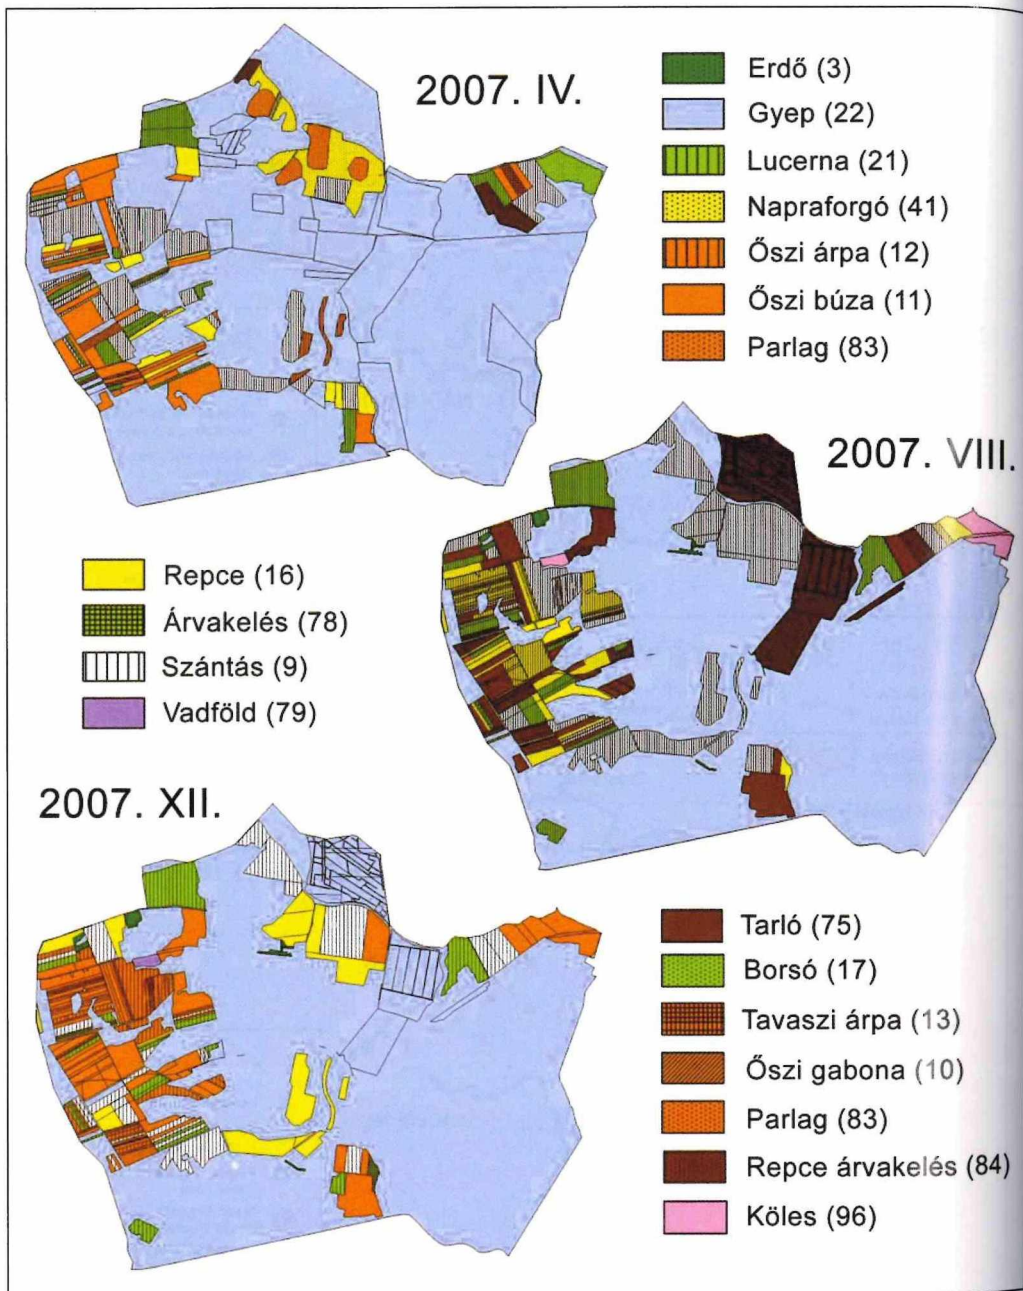 2007. IV.
Erdő (3)
Gyep (22)
Lucerna (21)
Napraforgó (41)
Őszi árpa (12)
Őszi búza (11)
Parlag (83)
2007. VIII.
Repce (16)
Árvakelés (78)
Szántás (9)
Vadföld (79)
2007. XII.
Tarló (75)
Borsó (17)
Tavaszi árpa (13)
Őszi gabona (10)
Parlag (83)
Repce árvakelés (84)
Köles (96)